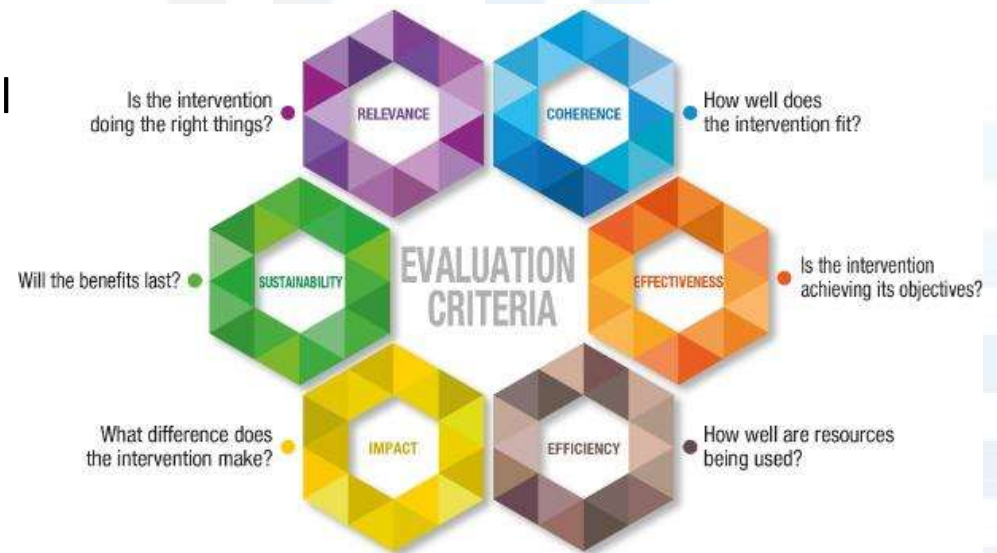 Is the intervention
doing the right things?
RELEVANCE
COHERENCE
How well does
the intervention fit?
Will the benefits last?
SUSTAINABILITY
EVALUATION
CRITERIA
EFFECTIVENESS
Is the intervention
achieving its objectives?
What difference does
the intervention make?
IMPACT
EFFICIENCY
How well are resources
being used?